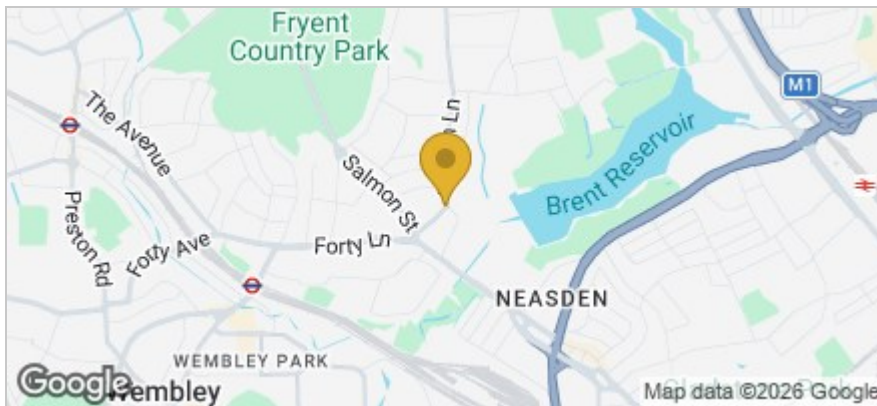 Fryent
Country Park
M1
The Avenue
Ln
Brent Reservoir
Salmon St
Preston Rd
Forty Ave
Forty Ln
NEASDEN
WEMBLEY PARK
Google
Wembley
Map data ©2026 Google